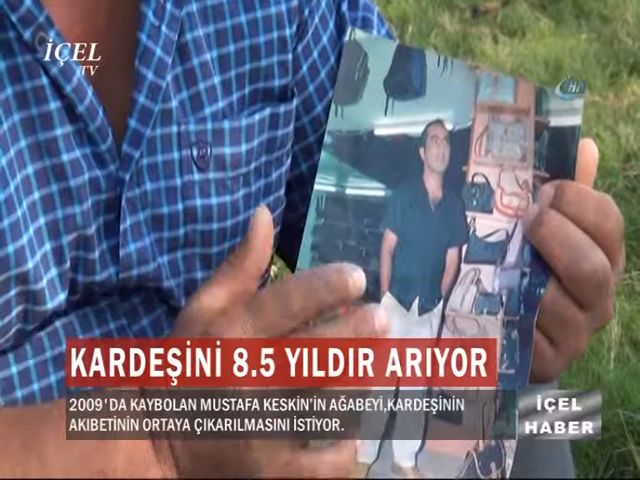 İÇEL
TV
KARDEŞİNİ 8.5 YILDIR ARIYOR
2009'DA KAYBOLAN MUSTAFA KESKİN'İN AĞABEYİ,KARDEŞİNİN
AKIBETİNİN ORTAYA ÇIKARILMASINI İSTİYOR.
İÇEL
HABER